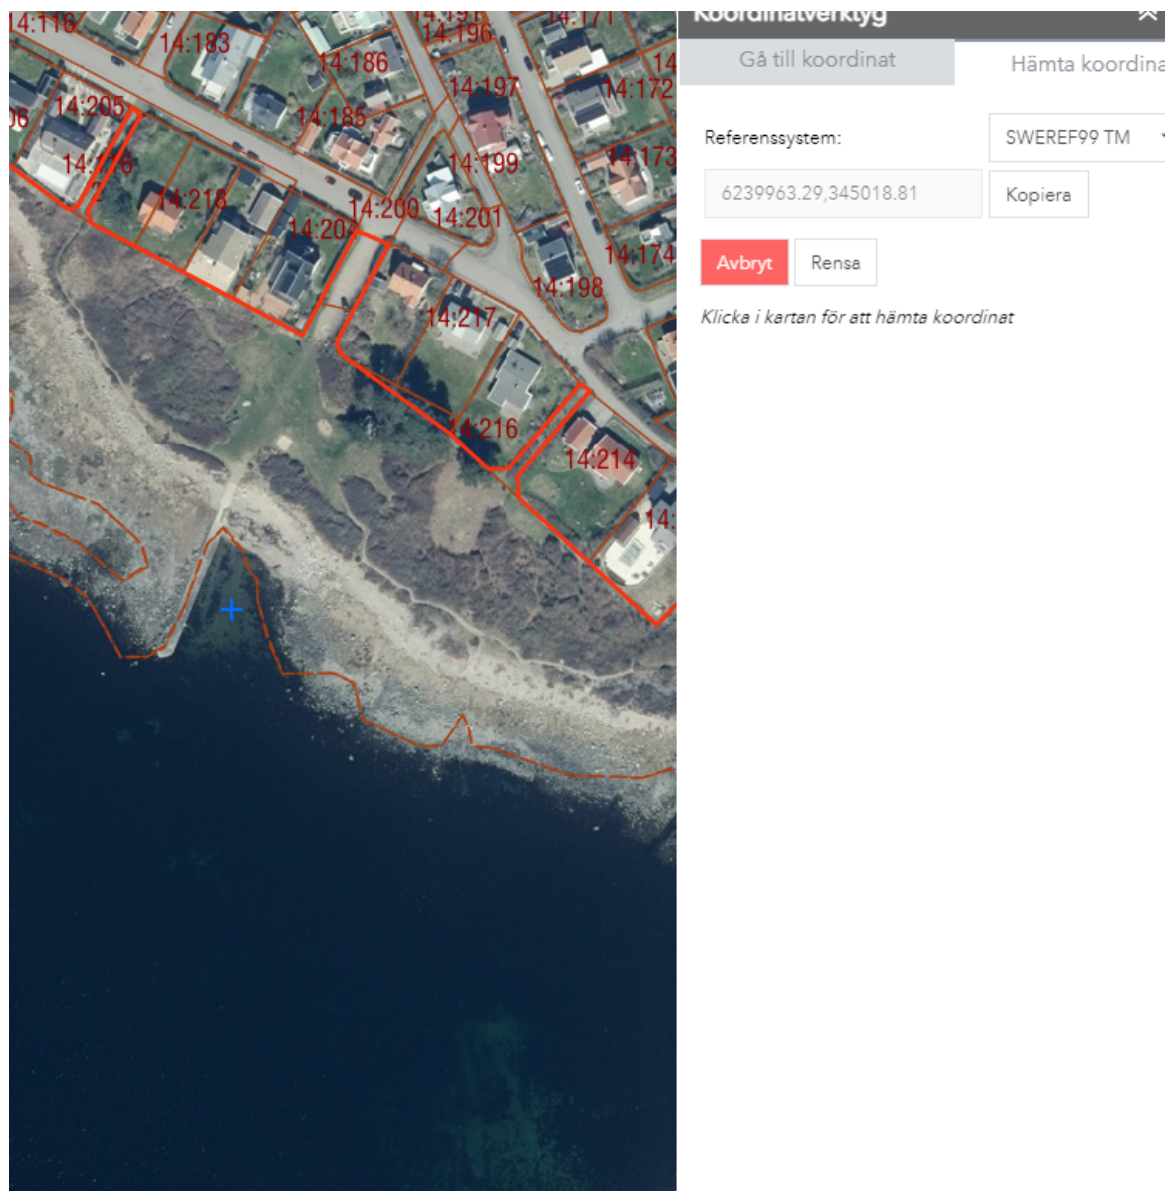 14:116
14:183
14:191
14:196
14:171
14:186
14:197
14:172
14:205
14:185
14:199
14:173
14:218
14:200
14:201
14:204
14:174
14:198
14:217
14:216
14:214
Koordinatverktyg
Gå till koordinat
Hämta koordina
Referenssystem:
SWEREF99 TM
6239963.29,345018.81
Kopiera
Avbryt
Rensa
Klicka i kartan för att hämta koordinat